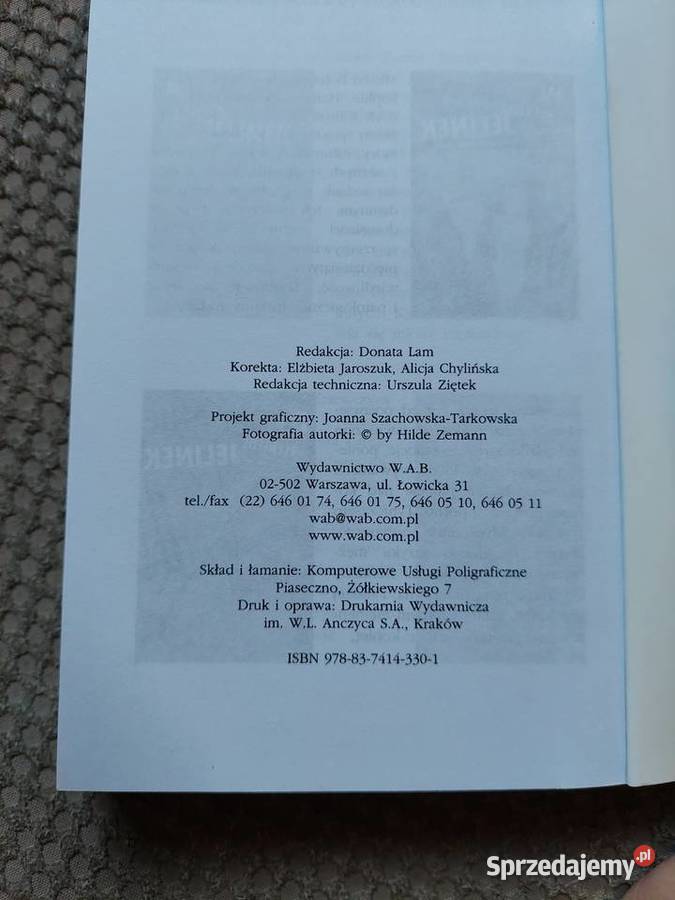 Redakcja: Donata Lam
Korekta: Elżbieta Jaroszuk, Alicja Chylińska
Redakcja techniczna: Urszula Ziętek
Projekt graficzny: Joanna Szachowska-Tarkowska
Fotografia autorki: © by Hilde Zemann
Wydawnictwo W.A.B.
02-502 Warszawa, ul. Łowicka 31
tel./fax (22) 646 01 74, 646 01 75, 646 05 10, 646 05 11
wab@wab.com.pl
www.wab.com.pl
Skład i łamanie: Komputerowe Usługi Poligraficzne
Piaseczno, Żółkiewskiego 7
Druk i oprawa: Drukarnia Wydawnicza
im. W.L. Anczyca S.A., Kraków
ISBN 978-83-7414-330-1
Sprzedajemy.pl